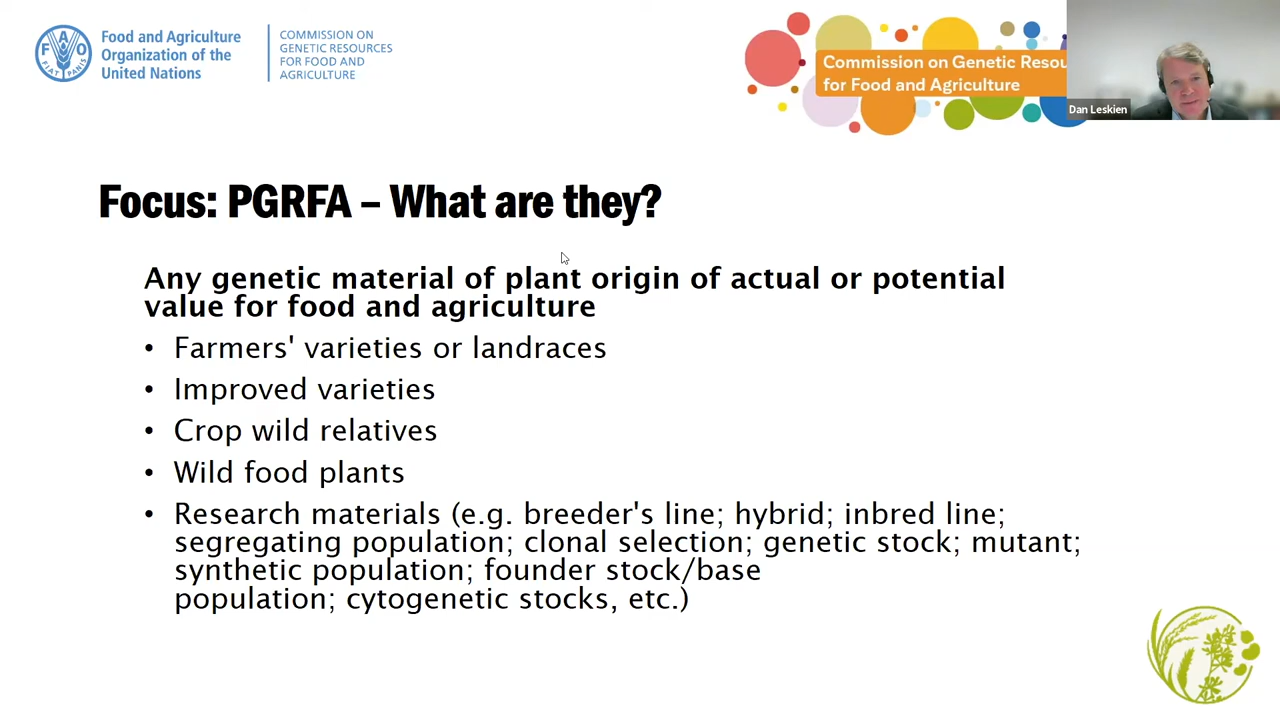 Food and Agriculture
Organization of the
United Nations
COMMISSION ON
GENETIC RESOURCES
FOR FOOD AND
AGRICULTURE
FAO
FIAT PANIS
Commission on Genetic Resou
for Food and Agriculture
Dan Leskien
Focus: PGRFA – What are they?
Any genetic material of plant origin of actual or potential
value for food and agriculture
• Farmers' varieties or landraces
• Improved varieties
• Crop wild relatives
• Wild food plants
• Research materials (e.g. breeder's line; hybrid; inbred line;
segregating population; clonal selection; genetic stock; mutant;
synthetic population; founder stock/base
population; cytogenetic stocks, etc.)